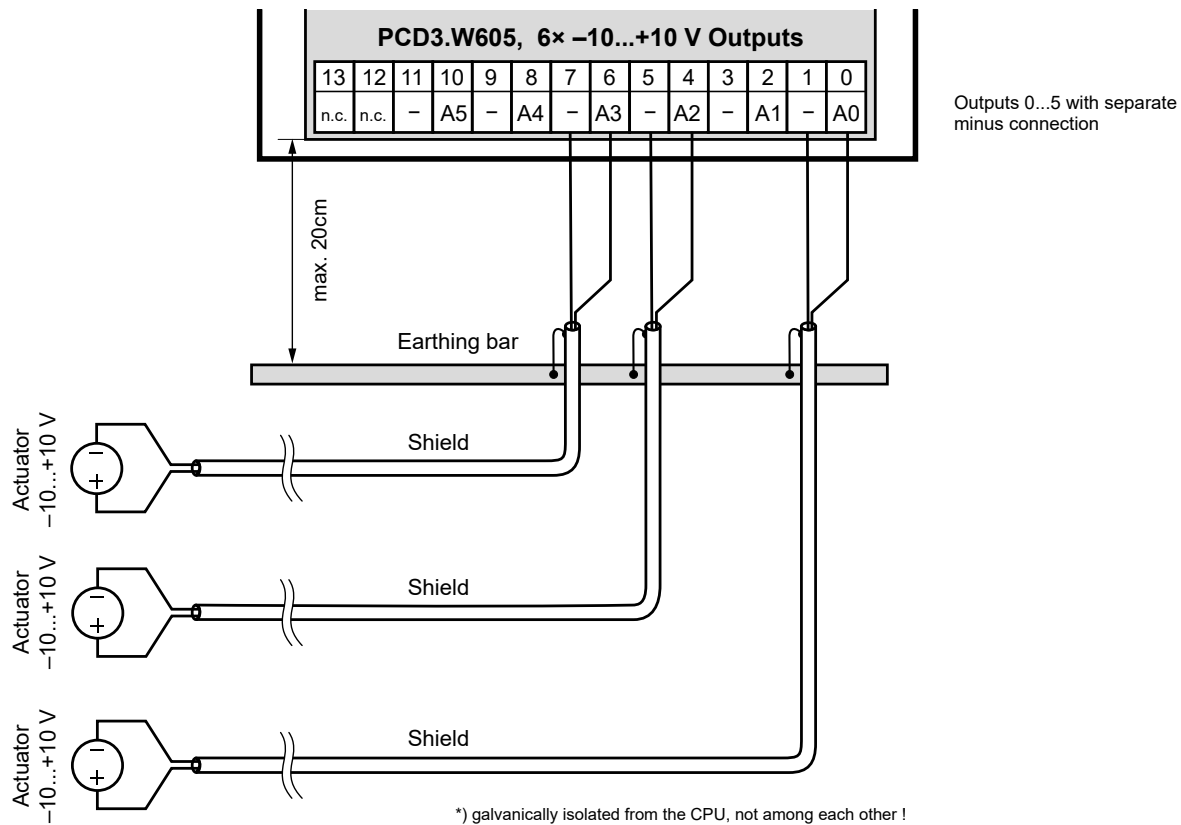 PCD3.W605, 6× –10...+10 V Outputs
13 12 11 10 9 8 7 6 5 4 3 2 1 0
n.c. n.c. – A5 – A4 – A3 – A2 – A1 – A0
Outputs 0...5 with separate
minus connection
max. 20cm
Earthing bar
Actuator
–10...+10 V
–
+
Shield
Actuator
–10...+10 V
–
+
Shield
Actuator
–10...+10 V
–
+
Shield
*) galvanically isolated from the CPU, not among each other !